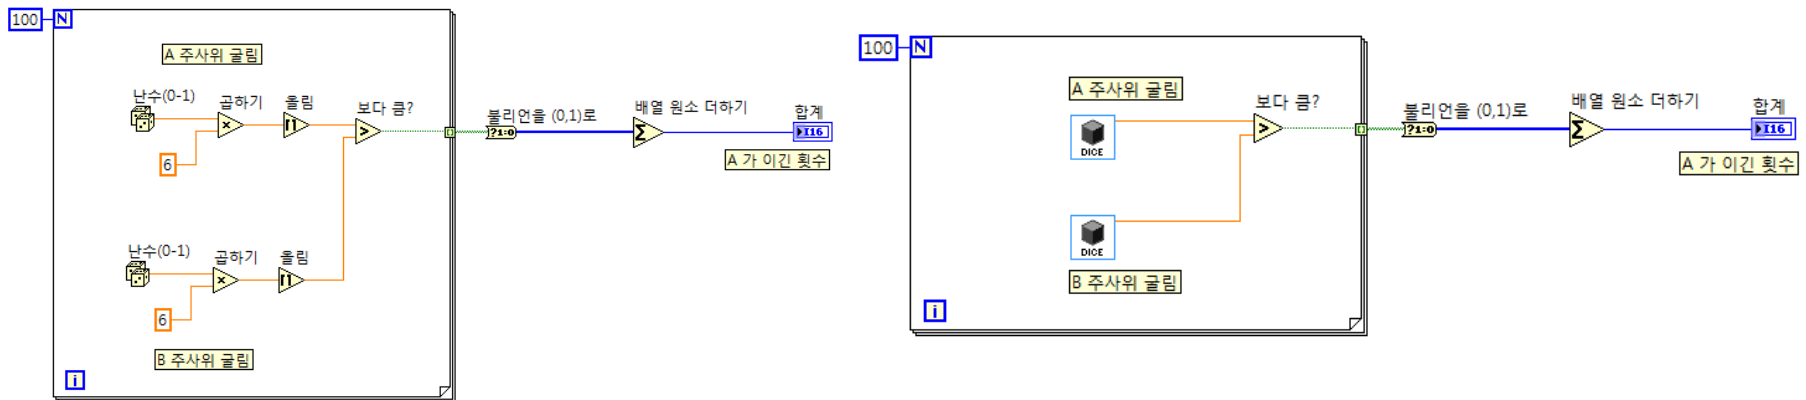 100
N
A 주사위 굴림
난수(0-1)
곱하기
올림
보다 큼?
6
불리언을 (0,1)로
?1:0
배열 원소 더하기
합계
I16
A 가 이긴 횟수
난수(0-1)
곱하기
올림
6
B 주사위 굴림
i
100
N
A 주사위 굴림
DICE
보다 큼?
불리언을 (0,1)로
?1:0
배열 원소 더하기
합계
I16
A 가 이긴 횟수
DICE
B 주사위 굴림
i